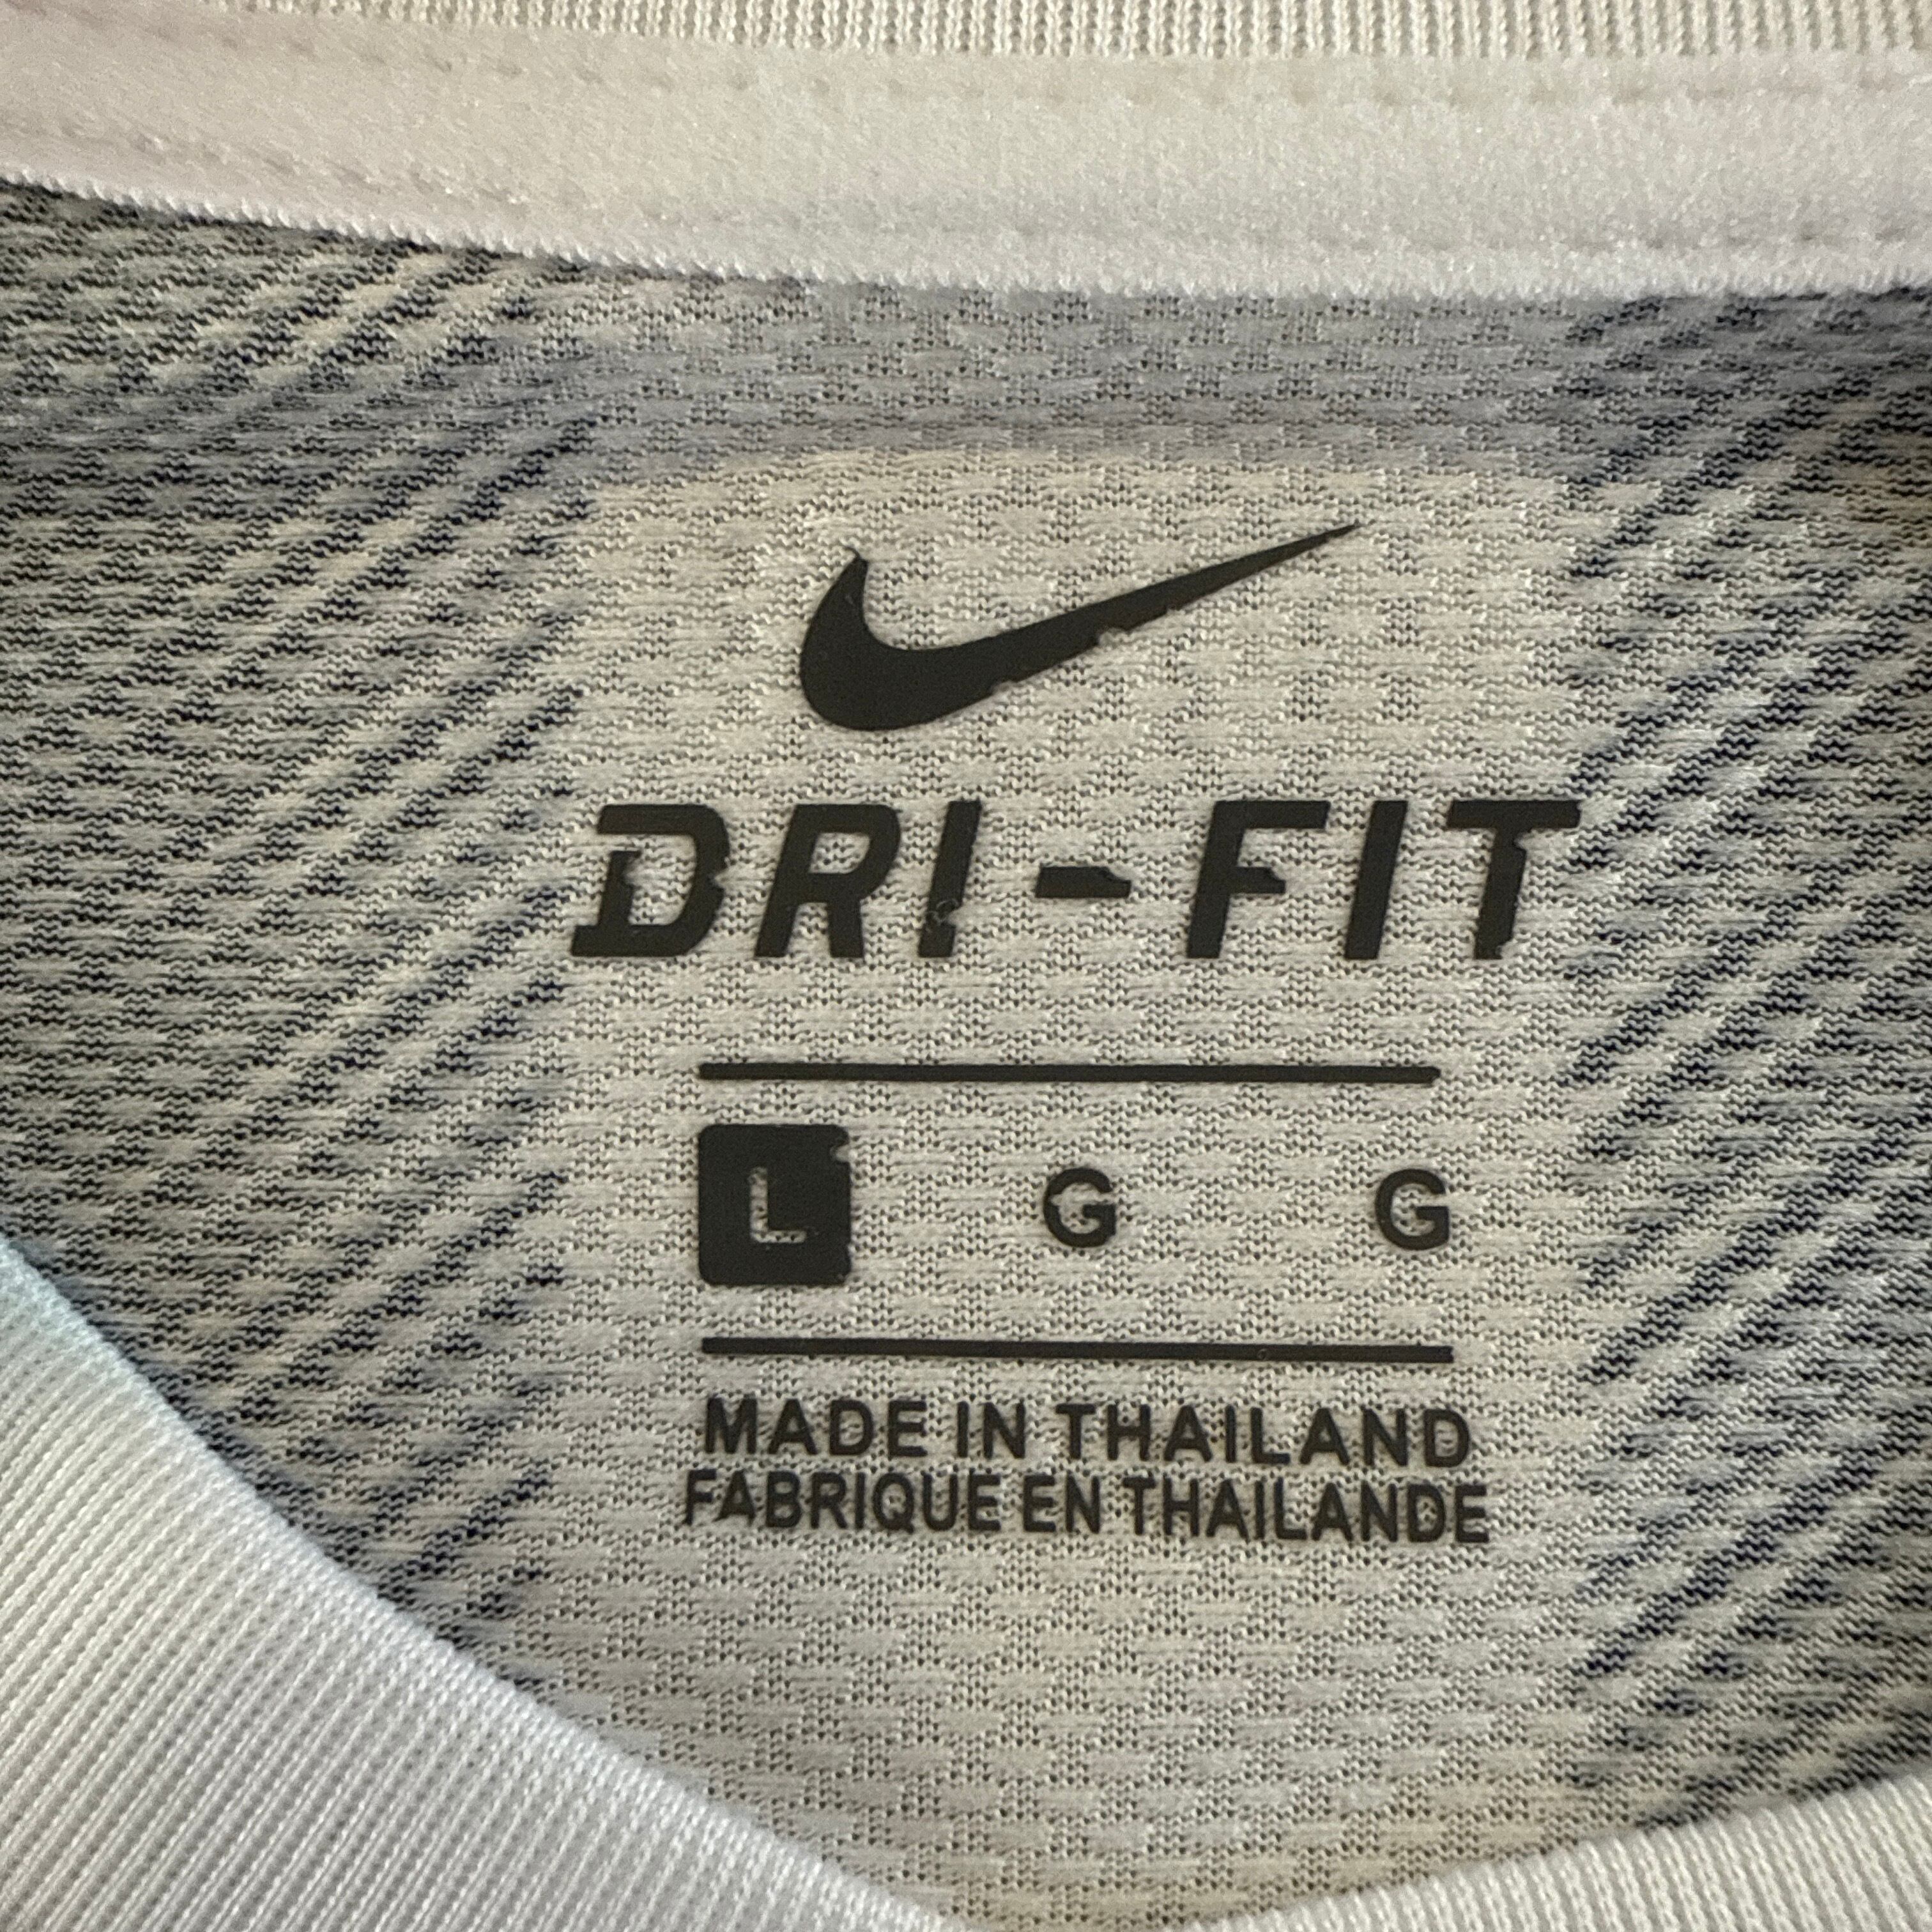 DRI-FIT
L G G
MADE IN THAILAND
FABRIQUE EN THAILANDE